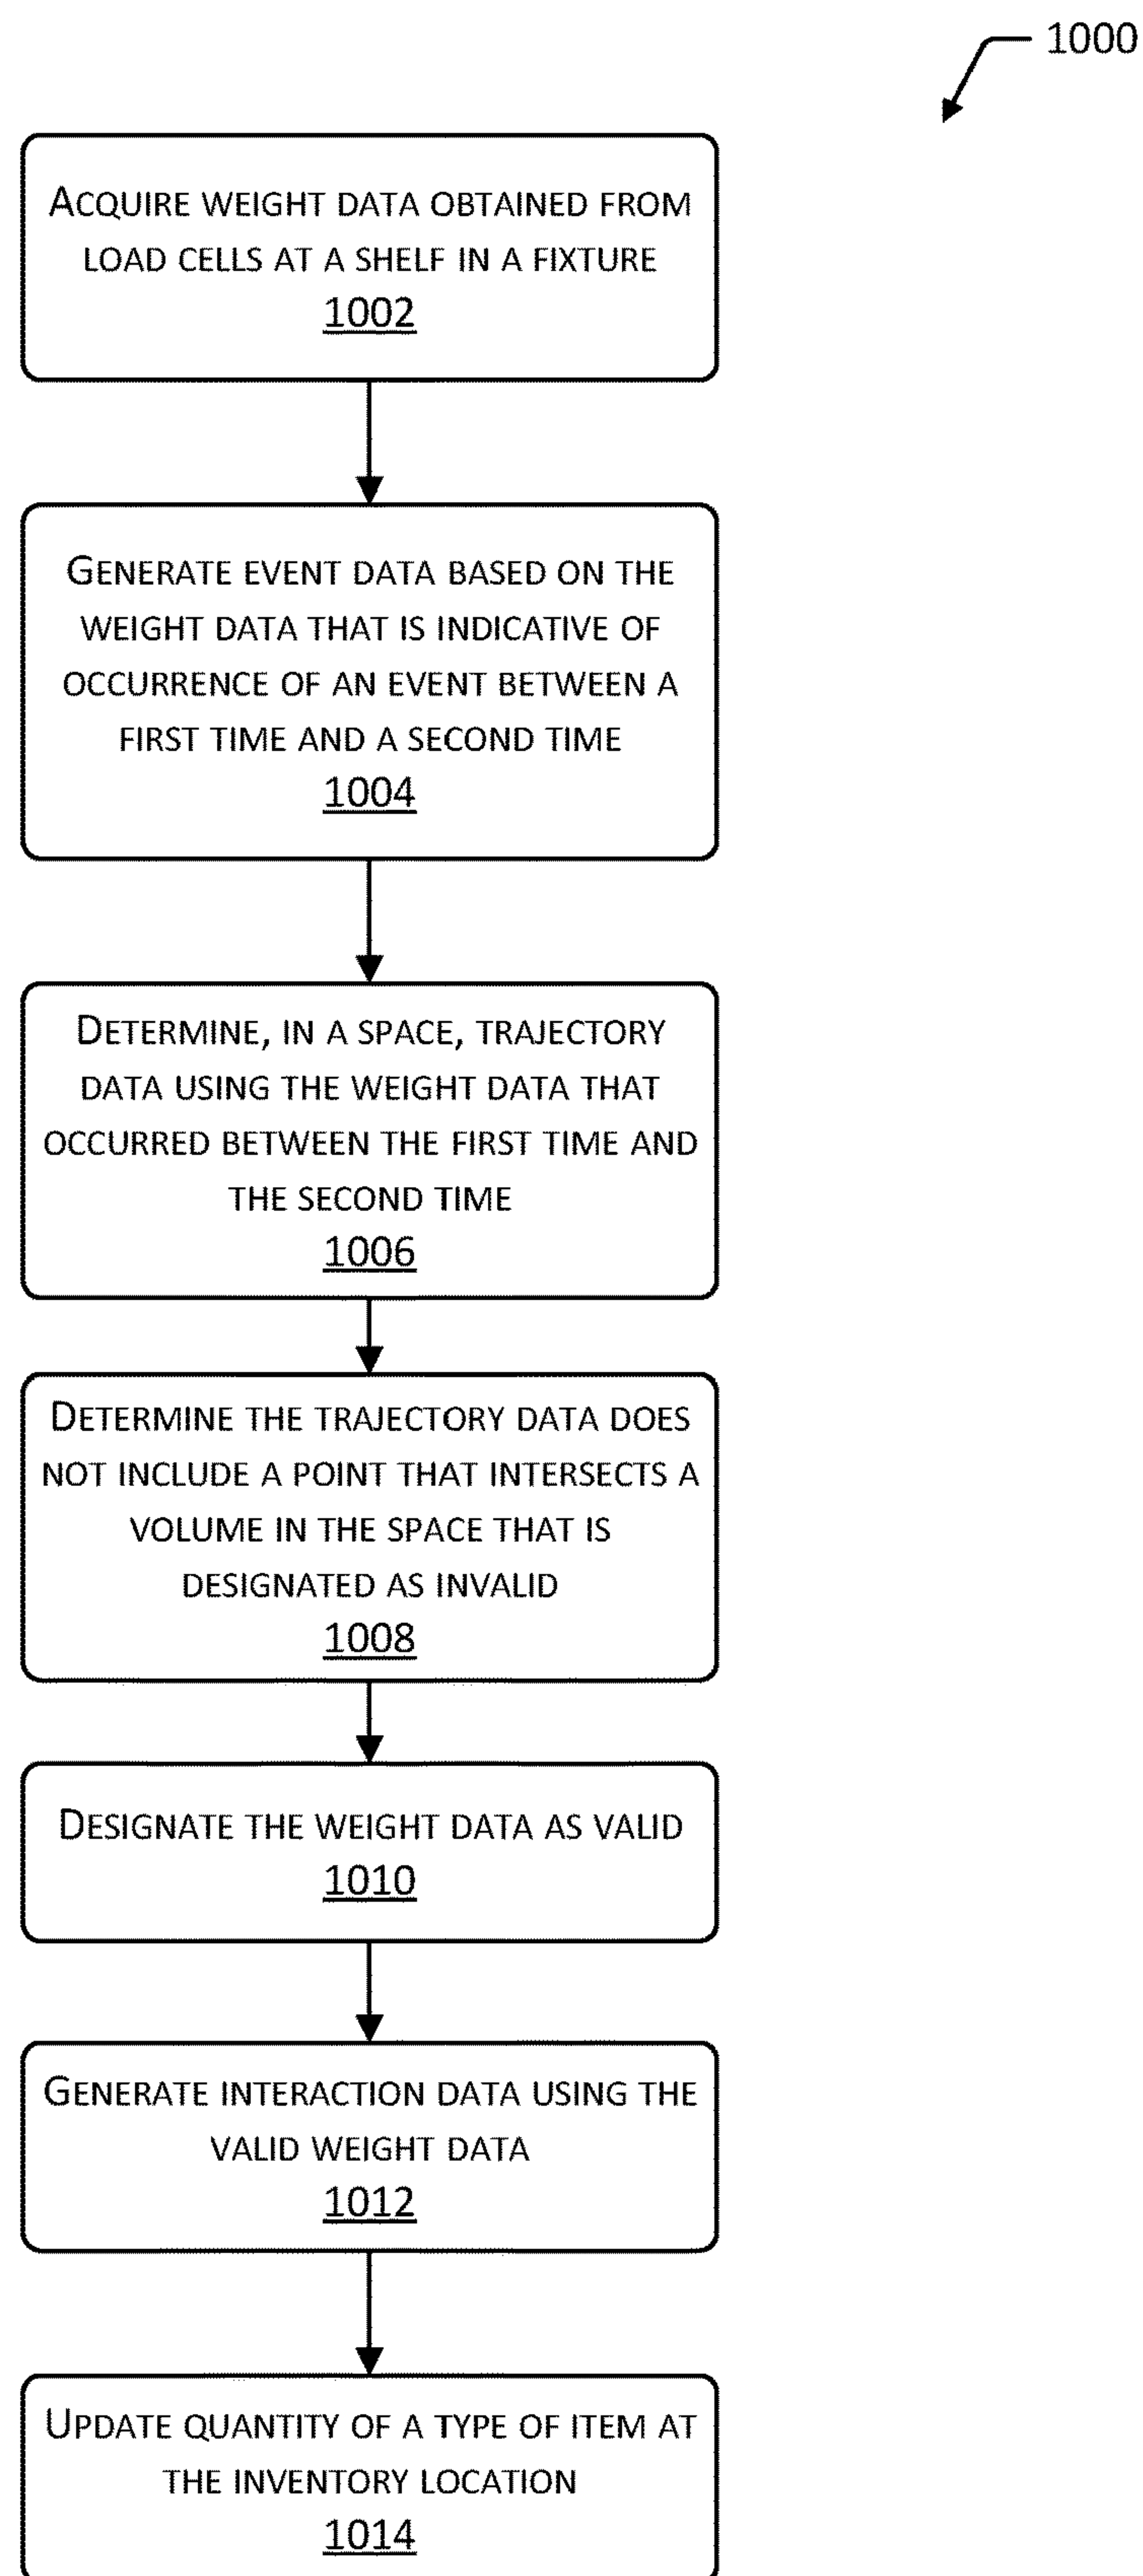 1000
ACQUIRE WEIGHT DATA OBTAINED FROM
LOAD CELLS AT A SHELF IN A FIXTURE
1002
GENERATE EVENT DATA BASED ON THE
WEIGHT DATA THAT IS INDICATIVE OF
OCCURRENCE OF AN EVENT BETWEEN A
FIRST TIME AND A SECOND TIME
1004
DETERMINE, IN A SPACE, TRAJECTORY
DATA USING THE WEIGHT DATA THAT
OCCURRED BETWEEN THE FIRST TIME AND
THE SECOND TIME
1006
DETERMINE THE TRAJECTORY DATA DOES
NOT INCLUDE A POINT THAT INTERSECTS A
VOLUME IN THE SPACE THAT IS
DESIGNATED AS INVALID
1008
DESIGNATE THE WEIGHT DATA AS VALID
1010
GENERATE INTERACTION DATA USING THE
VALID WEIGHT DATA
1012
UPDATE QUANTITY OF A TYPE OF ITEM AT
THE INVENTORY LOCATION
1014